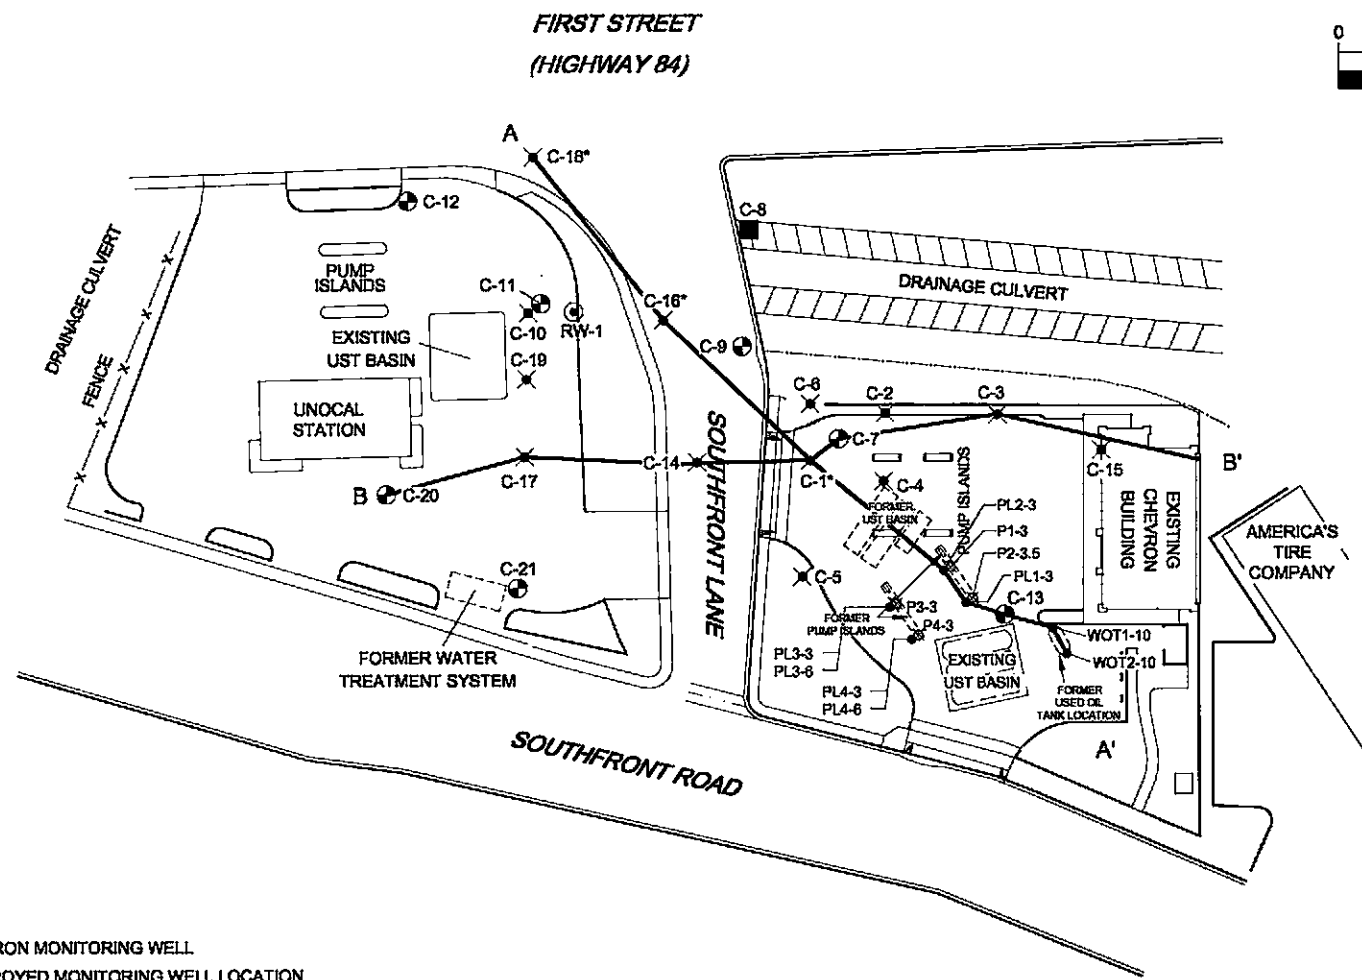 FIRST STREET
(HIGHWAY 84)
0
A
C-18*
C-12
C-8
DRAINAGE CULVERT
PUMP
ISLANDS
C-11
C-10
RW-1
C-16*
DRAINAGE CULVERT
EXISTING
UST BASIN
C-19
C-9
FENCE
X
X
X
X
X
UNOCAL
STATION
C-6
C-2
C-3
C-7
SOUTHFRONT LANE
C-14
C-17
C-1*
C-15
B'
B
C-20
C-4
PUMP ISLANDS
FORMER
UST BASIN
EXISTING
CHEVRON
BUILDING
PL2-3
P1-3
P2-3.5
PL1-3
AMERICA'S
TIRE
COMPANY
C-21
C-5
C-13
P3-3
FORMER
PUMP ISLANDS
P4-3
WOT1-10
WOT2-10
PL3-3
PL3-6
EXISTING
UST BASIN
FORMER WATER
TREATMENT SYSTEM
PL4-3
PL4-6
FORMER
USED OIL
TANK LOCATION
A'
SOUTHFRONT ROAD
RON MONITORING WELL
ROYED MONITORING WELL LOCATION